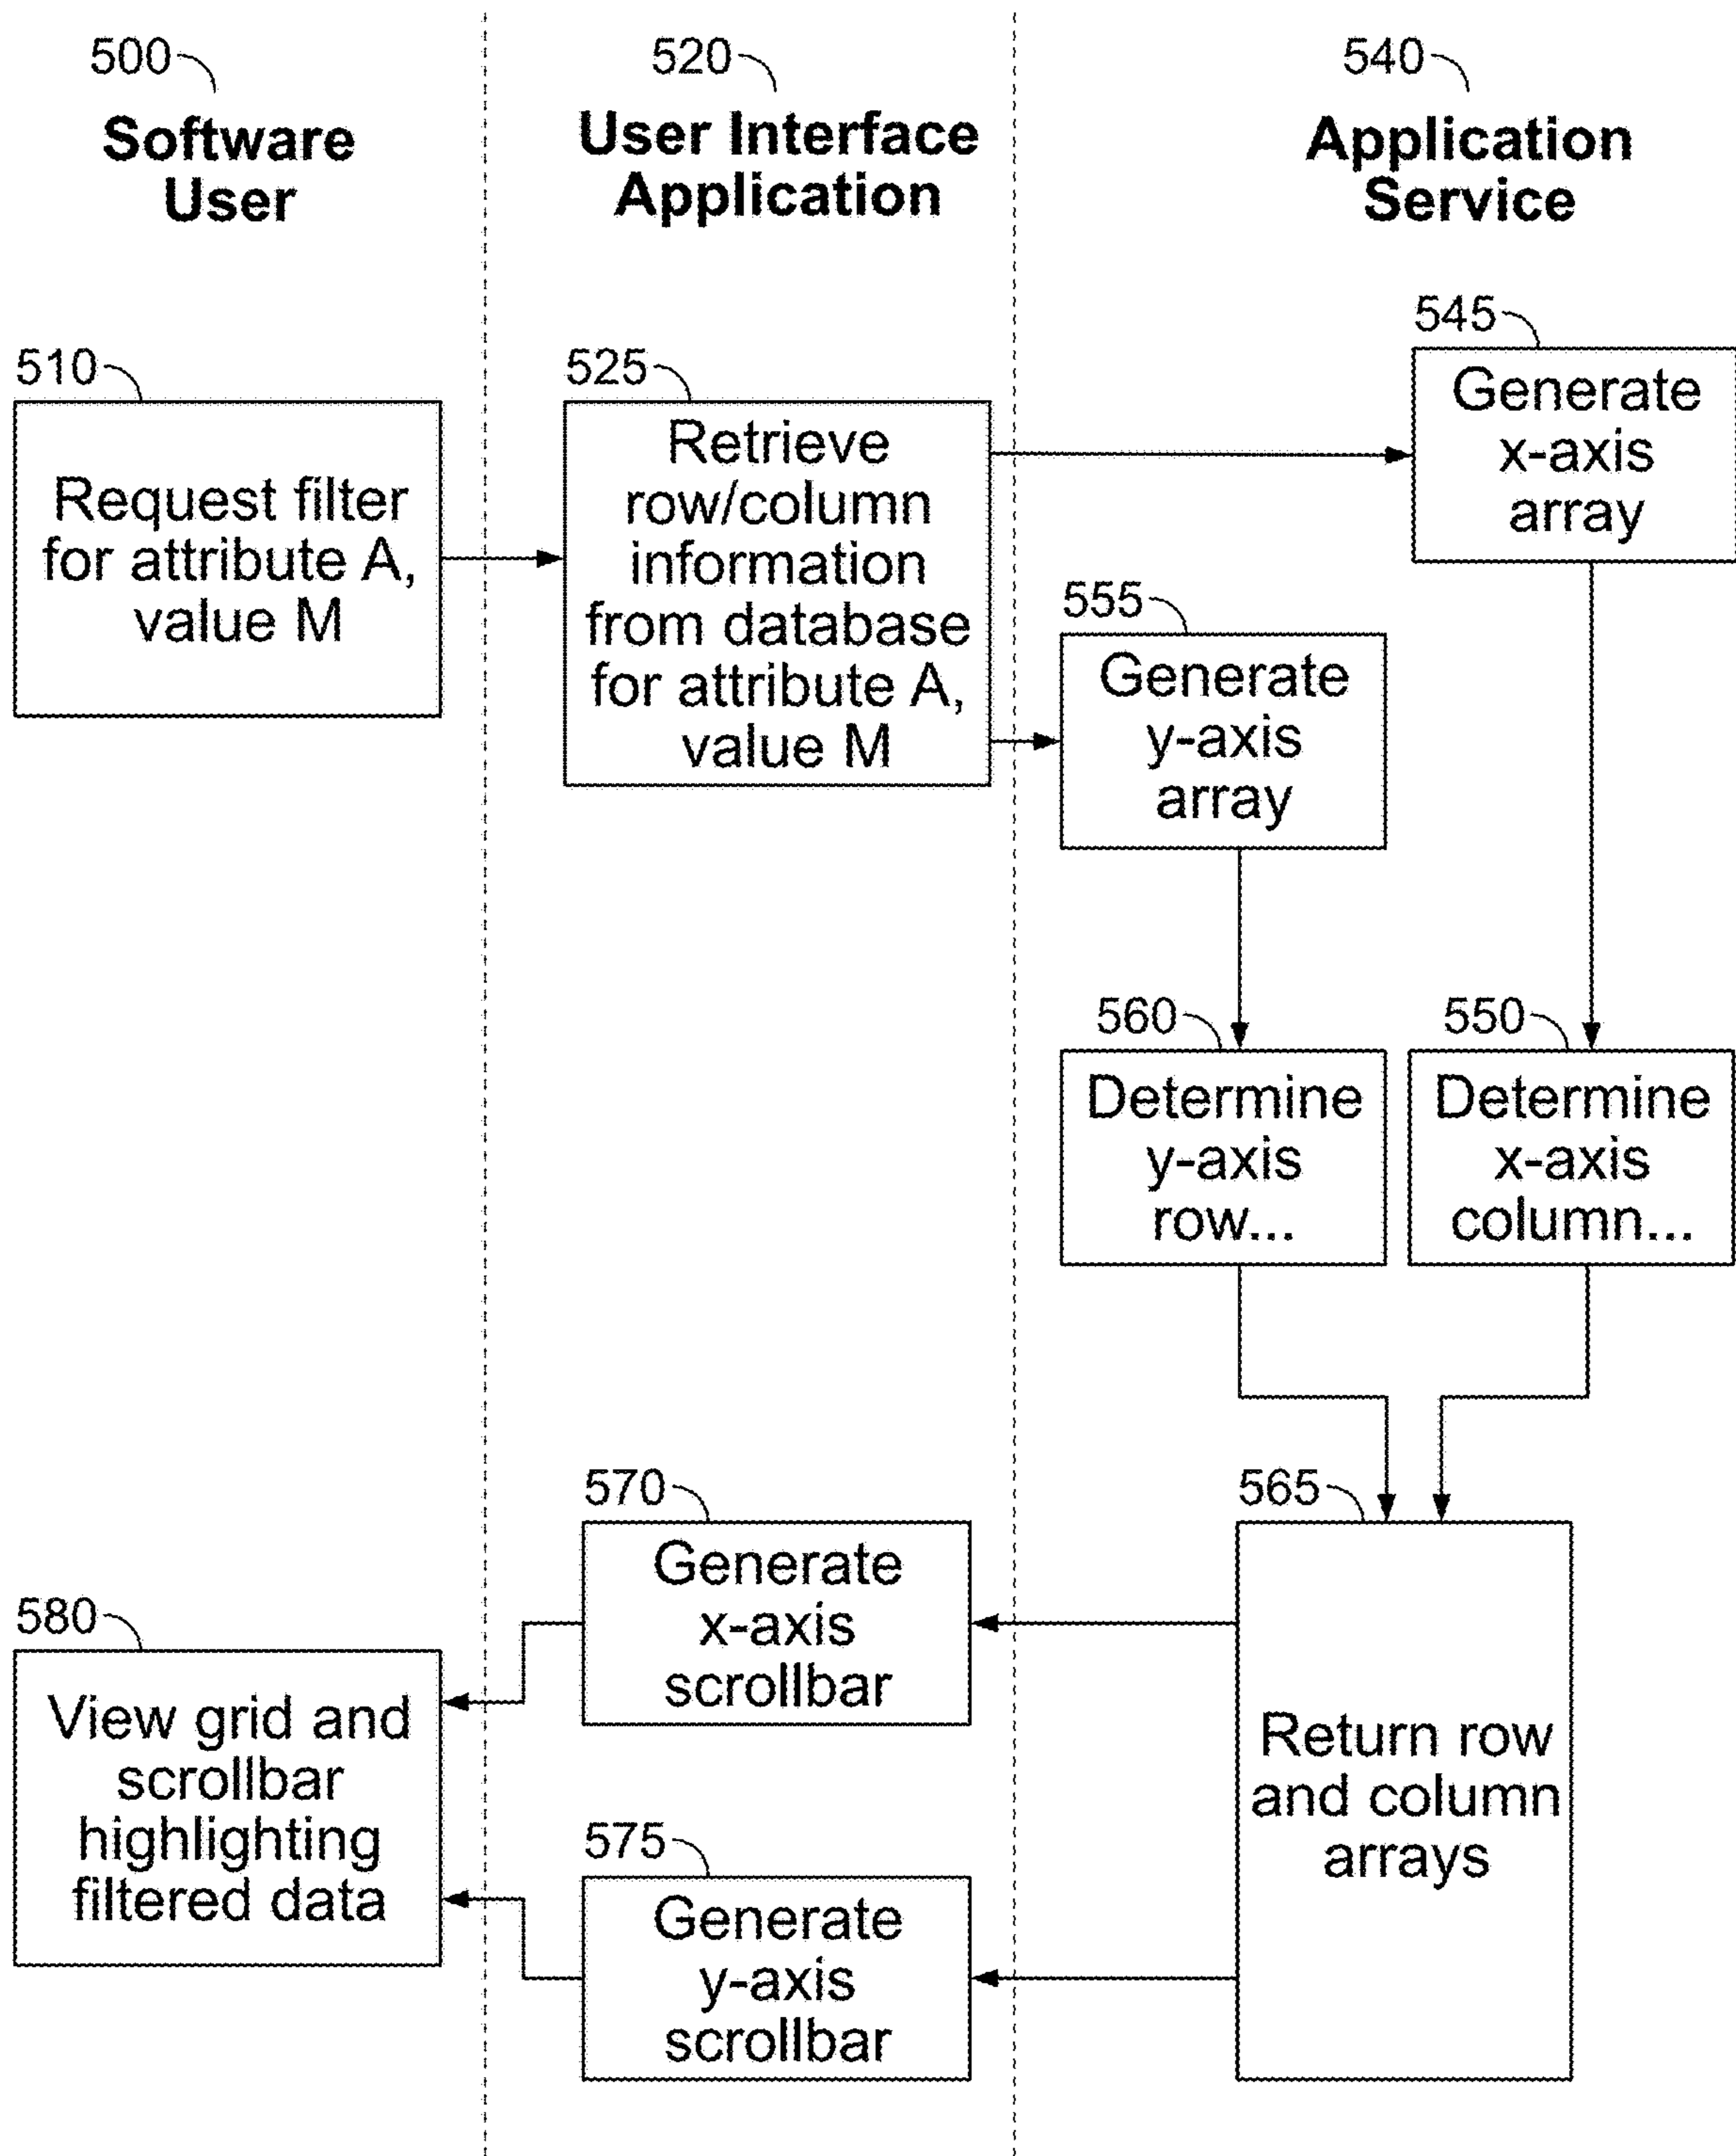 500
Software
User
520
User Interface
Application
540
Application
Service
510
Request filter
for attribute A,
value M
525
Retrieve
row/column
information
from database
for attribute A,
value M
545
Generate
x-axis
array
555
Generate
y-axis
array
560
Determine
y-axis
row...
550
Determine
x-axis
column...
565
Return row
and column
arrays
570
Generate
x-axis
scrollbar
575
Generate
y-axis
scrollbar
580
View grid and
scrollbar
highlighting
filtered data